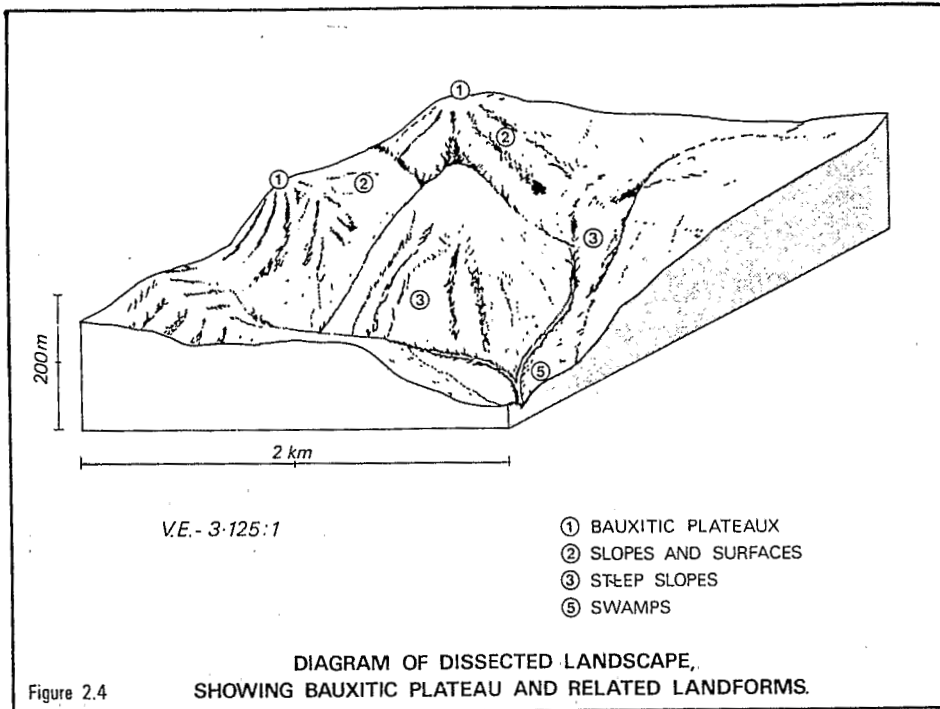 ①
②
①
②
③
③
⑤
200m
2 km
V.E.- 3·125:1
① BAUXITIC PLATEAUX
② SLOPES AND SURFACES
③ STEEP SLOPES
⑤ SWAMPS
DIAGRAM OF DISSECTED LANDSCAPE,
Figure 2.4 SHOWING BAUXITIC PLATEAU AND RELATED LANDFORMS.